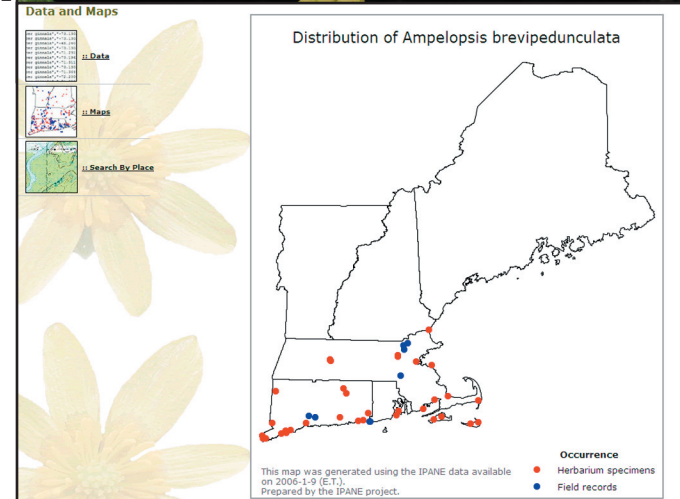 Data and Maps
:: Data
:: Maps
:: Search By Place
Distribution of Ampelopsis brevipedunculata
Occurrence
Herbarium specimens
Field records
This map was generated using the IPANE data available
on 2006-1-9 (E.T.).
Prepared by the IPANE project.